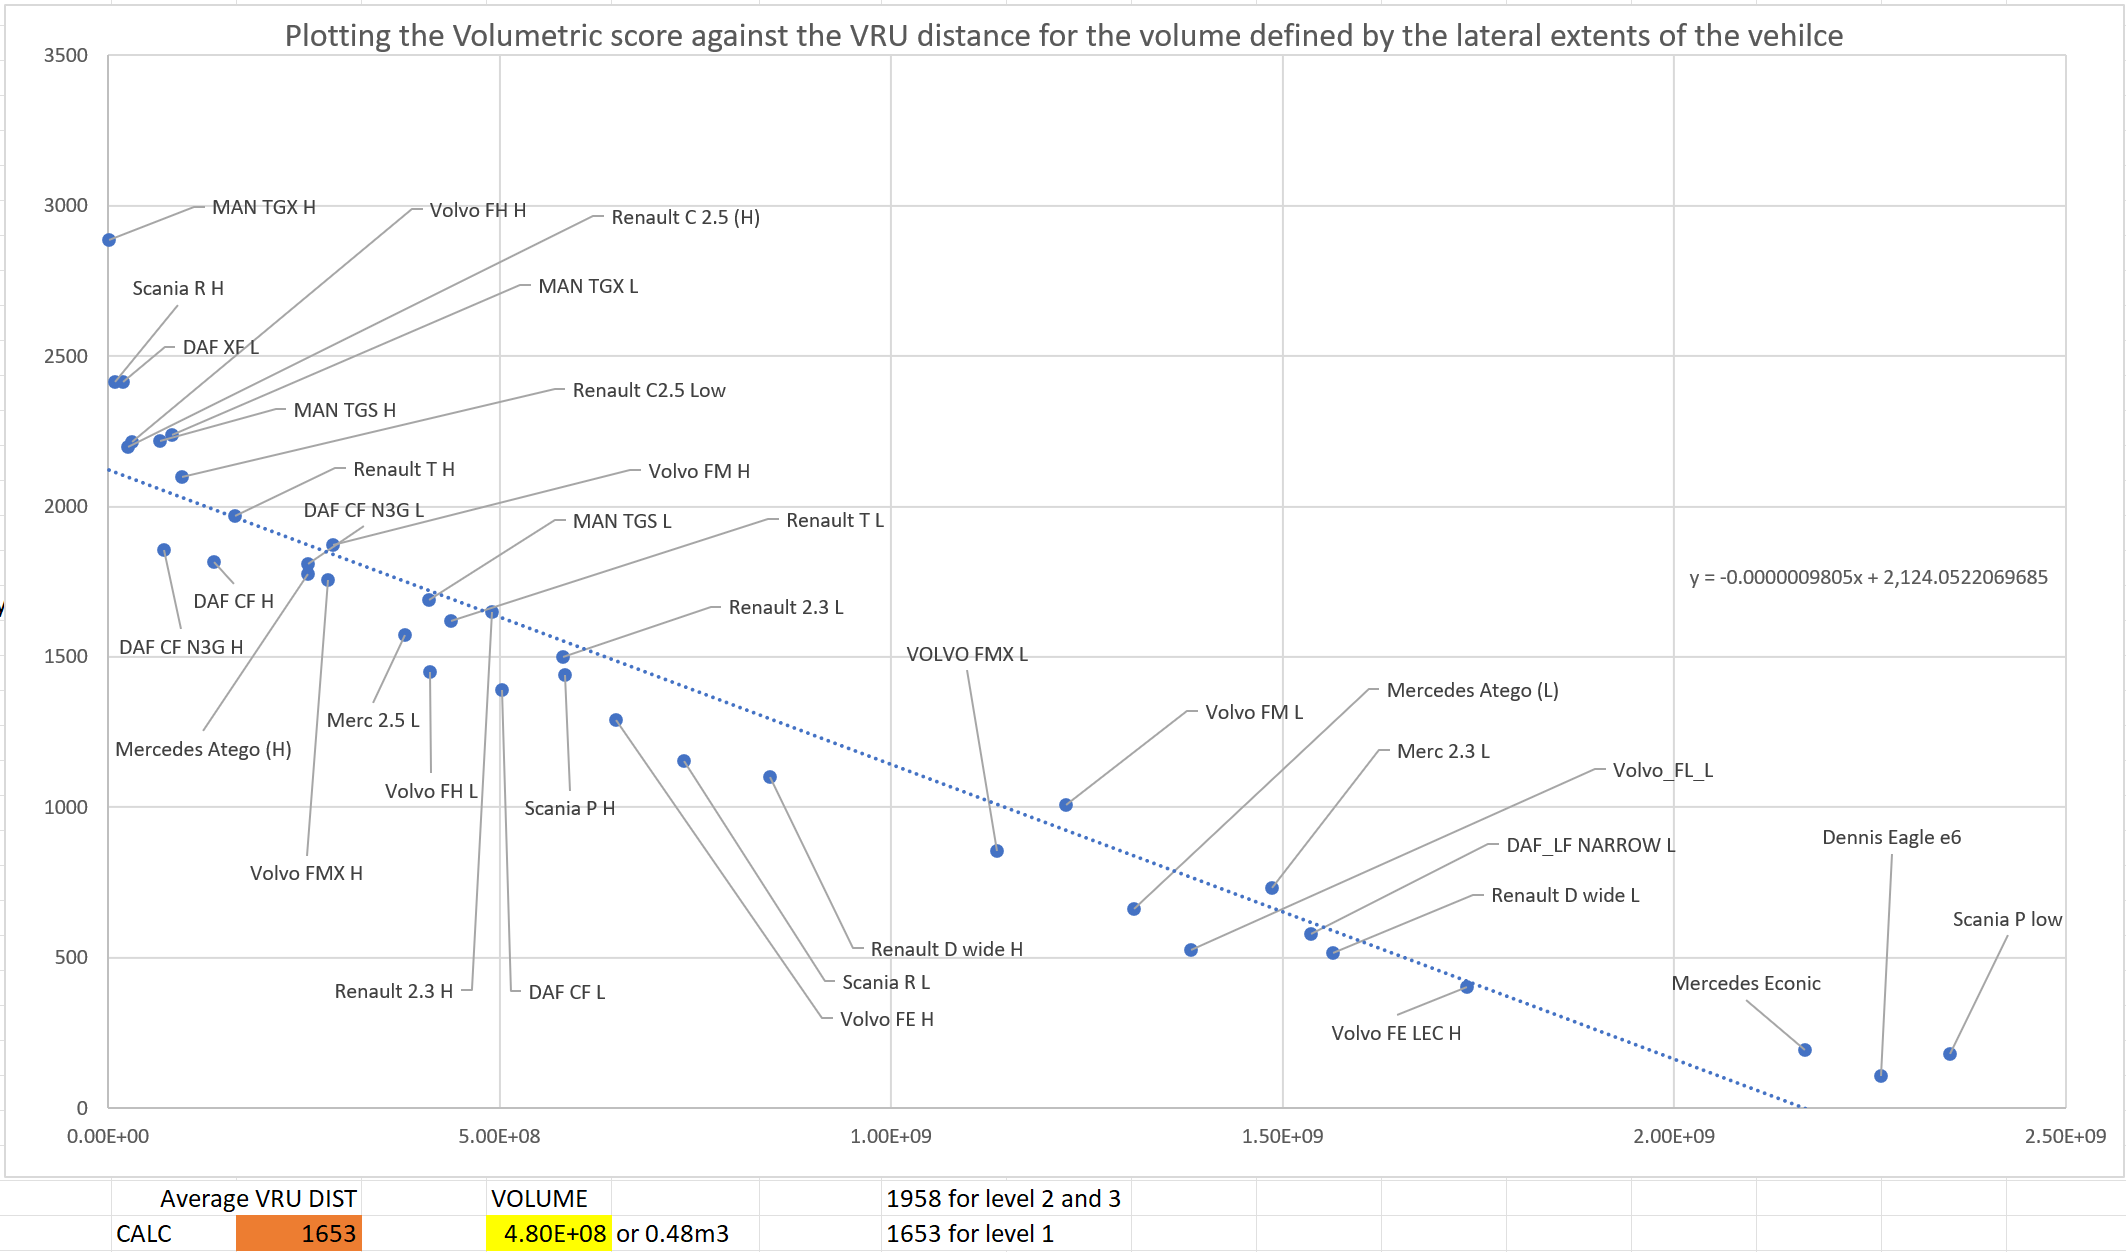 Plotting the Volumetric score against the VRU distance for the volume defined by the lateral extents of the vehilce
3500
3000
2500
2000
1500
1000
500
0
MAN TGX H
Volvo FH H
Renault C 2.5 (H)
MAN TGX L
Scania R H
DAF XF L
Renault C2.5 Low
MAN TGS H
Renault T H
Volvo FM H
DAF CF N3G L
MAN TGS L
Renault T L
y = -0.0000009805x + 2,124.0522069685
DAF CF H
Renault 2.3 L
DAF CF N3G H
VOLVO FMX L
Mercedes Atego (L)
Volvo FM L
Merc 2.5 L
Mercedes Atego (H)
Merc 2.3 L
Volvo_FL_L
Volvo FH L
Scania P H
Dennis Eagle e6
DAF_LF NARROW L
Volvo FMX H
Renault D wide L
Scania P low
Renault D wide H
Scania R L
Mercedes Econic
Renault 2.3 H
DAF CF L
Volvo FE H
Volvo FE LEC H
0.00E+00
5.00E+08
1.00E+09
1.50E+09
2.00E+09
2.50E+09
Average VRU DIST
VOLUME
1958 for level 2 and 3
CALC
1653
4.80E+08 or 0.48m3
1653 for level 1